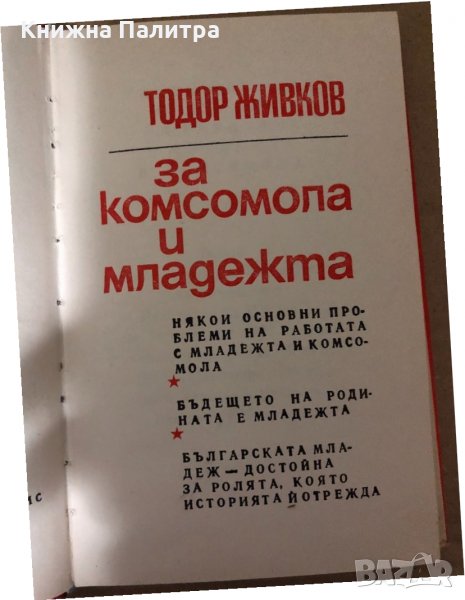 Книжна Палитра
ТОДОР ЖИВКОВ
за
комсомола
и
младежта
НЯКОИ ОСНОВНИ ПРО-
БЛЕМИ НА РАБОТАТА
С МЛАДЕЖТА И КОМСО-
МОЛА
БЪДЕЩЕТО НА РОДИ-
НАТА Е МЛАДЕЖТА
БЪЛГАРСКАТА МЛА-
ДЕЖ — ДОСТОЙНА
ЗА РОЛЯТА, КОЯТО
ИСТОРИЯТА Й ОТРЕЖДА
BAZAR